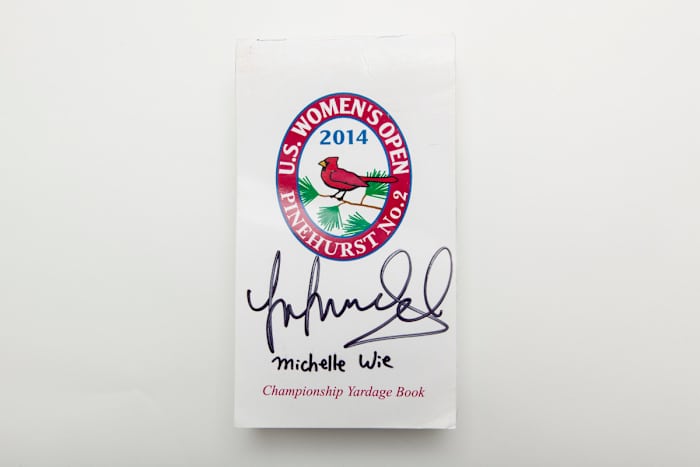 U.S. WOMEN'S OPEN
2014
PINEHURST No. 2
Michelle Wie
Championship Yardage Book